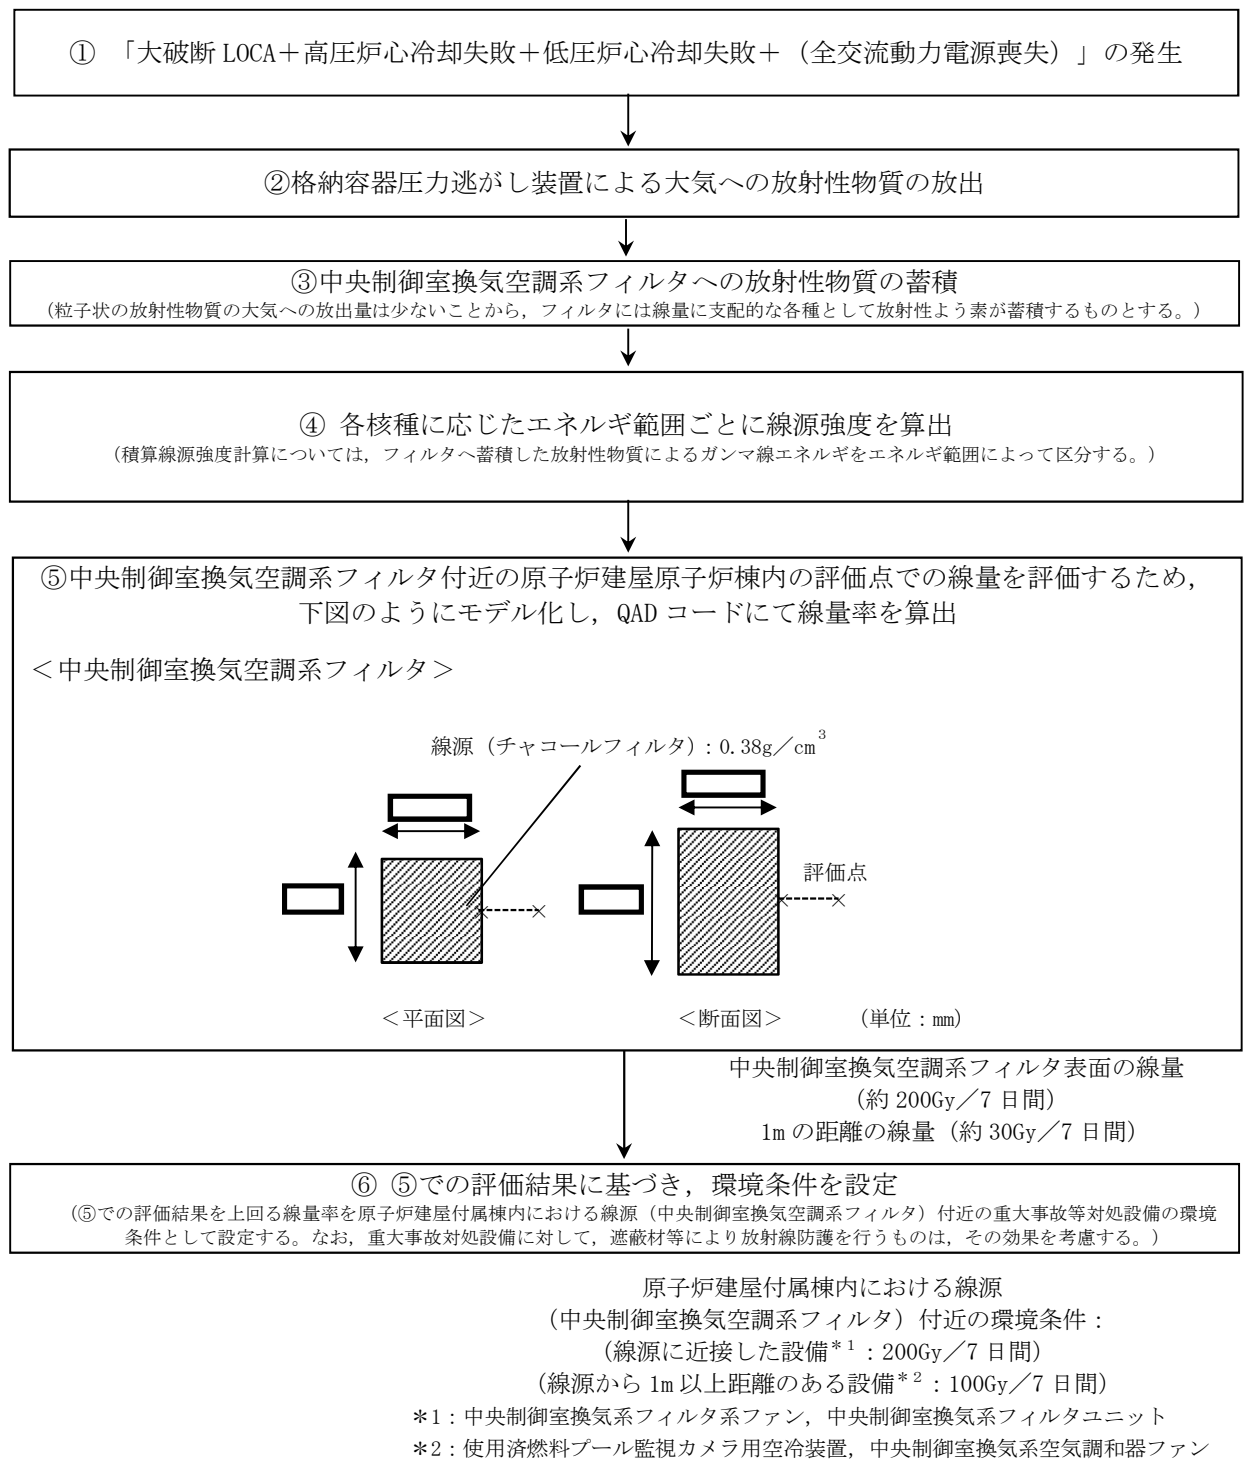 ① 「大破断 LOCA＋高圧炉心冷却失敗＋低圧炉心冷却失敗＋（全交流動力電源喪失）」の発生
②格納容器圧力逃がし装置による大気への放射性物質の放出
③中央制御室換気空調系フィルタへの放射性物質の蓄積
（粒子状の放射性物質の大気への放出量は少ないことから，フィルタには線量に支配的な各種として放射性よう素が蓄積するものとする。）
④ 各核種に応じたエネルギ範囲ごとに線源強度を算出
（積算線源強度計算については，フィルタへ蓄積した放射性物質によるガンマ線エネルギをエネルギ範囲によって区分する。）
⑤中央制御室換気空調系フィルタ付近の原子炉建屋原子炉棟内の評価点での線量を評価するため，
下図のようにモデル化し，QAD コードにて線量率を算出
＜中央制御室換気空調系フィルタ＞
線源（チャコールフィルタ）：0.38g／cm³
評価点
＜平面図＞ ＜断面図＞ （単位：mm）
中央制御室換気空調系フィルタ表面の線量
（約 200Gy／7 日間）
1m の距離の線量（約 30Gy／7 日間）
⑥ ⑤での評価結果に基づき，環境条件を設定
（⑤での評価結果を上回る線量率を原子炉建屋付属棟内における線源（中央制御室換気空調系フィルタ）付近の重大事故等対処設備の環境
条件として設定する。なお，重大事故対処設備に対して，遮蔽材等により放射線防護を行うものは，その効果を考慮する。）
原子炉建屋付属棟内における線源
（中央制御室換気空調系フィルタ）付近の環境条件：
（線源に近接した設備＊¹：200Gy／7 日間）
（線源から 1m 以上距離のある設備＊²：100Gy／7 日間）
＊1：中央制御室換気系フィルタ系ファン，中央制御室換気系フィルタユニット
＊2：使用済燃料プール監視カメラ用空冷装置，中央制御室換気系空気調和器ファン